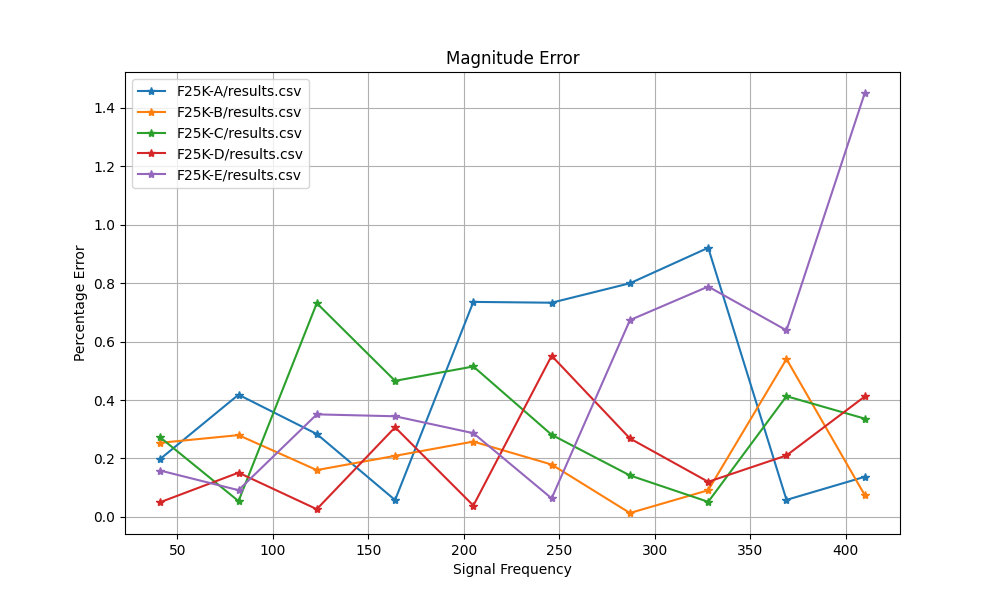 Magnitude Error
F25K-A/results.csv
F25K-B/results.csv
F25K-C/results.csv
F25K-D/results.csv
F25K-E/results.csv
Percentage Error
1.4
1.2
1.0
0.8
0.6
0.4
0.2
0.0
50 100 150 200 250 300 350 400
Signal Frequency